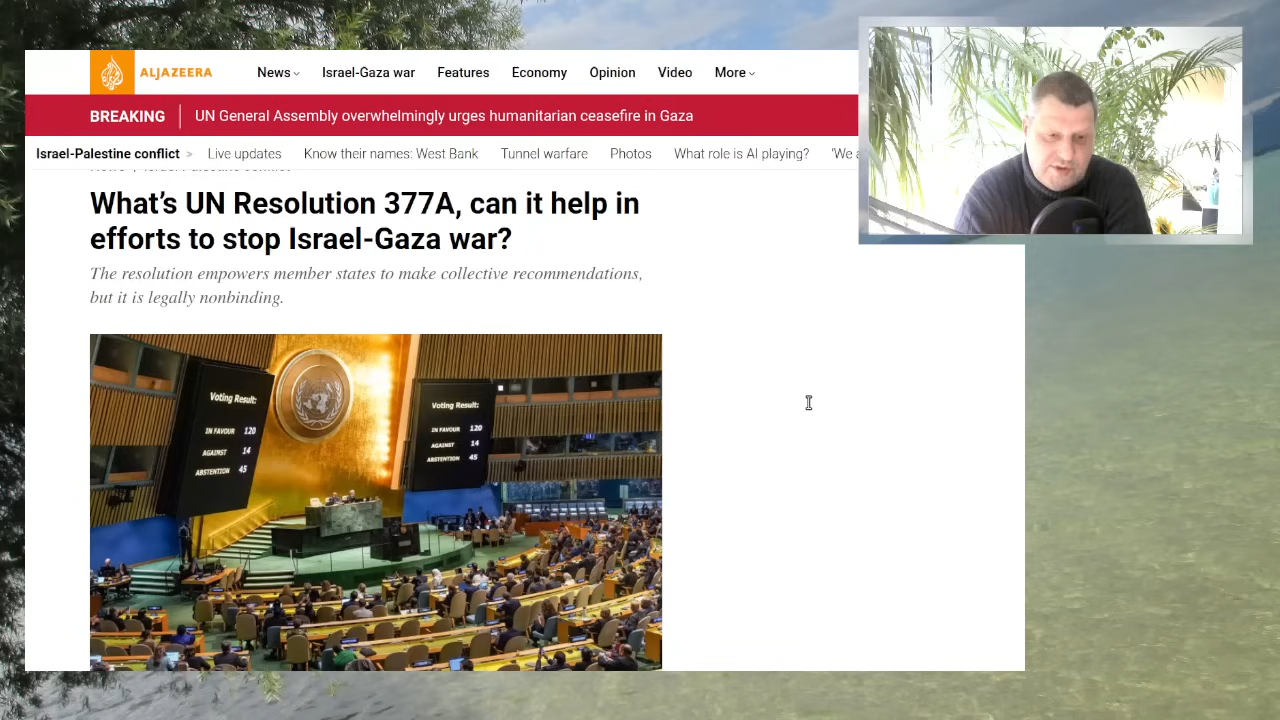 ALJAZEERA
News
Israel-Gaza war
Features
Economy
Opinion
Video
More
BREAKING
UN General Assembly overwhelmingly urges humanitarian ceasefire in Gaza
Israel-Palestine conflict >
Live updates
Know their names: West Bank
Tunnel warfare
Photos
What role is AI playing?
'We
What's UN Resolution 377A, can it help in
efforts to stop Israel-Gaza war?
The resolution empowers member states to make collective recommendations,
but it is legally nonbinding.
Voting Result:
IN FAVOUR 120
AGAINST 14
ABSTENTION 45
Voting Result:
IN FAVOUR 120
AGAINST 14
ABSTENTION 45